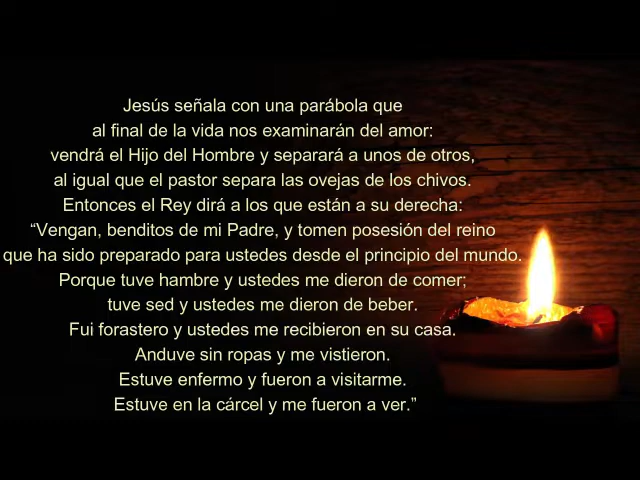 Jesús señala con una parábola que
al final de la vida nos examinarán del amor:
vendrá el Hijo del Hombre y separará a unos de otros,
al igual que el pastor separa las ovejas de los chivos.
Entonces el Rey dirá a los que están a su derecha:
“Vengan, benditos de mi Padre, y tomen posesión del reino
que ha sido preparado para ustedes desde el principio del mundo.
Porque tuve hambre y ustedes me dieron de comer;
tuve sed y ustedes me dieron de beber.
Fui forastero y ustedes me recibieron en su casa.
Anduve sin ropas y me vistieron.
Estuve enfermo y fueron a visitarme.
Estuve en la cárcel y me fueron a ver.”